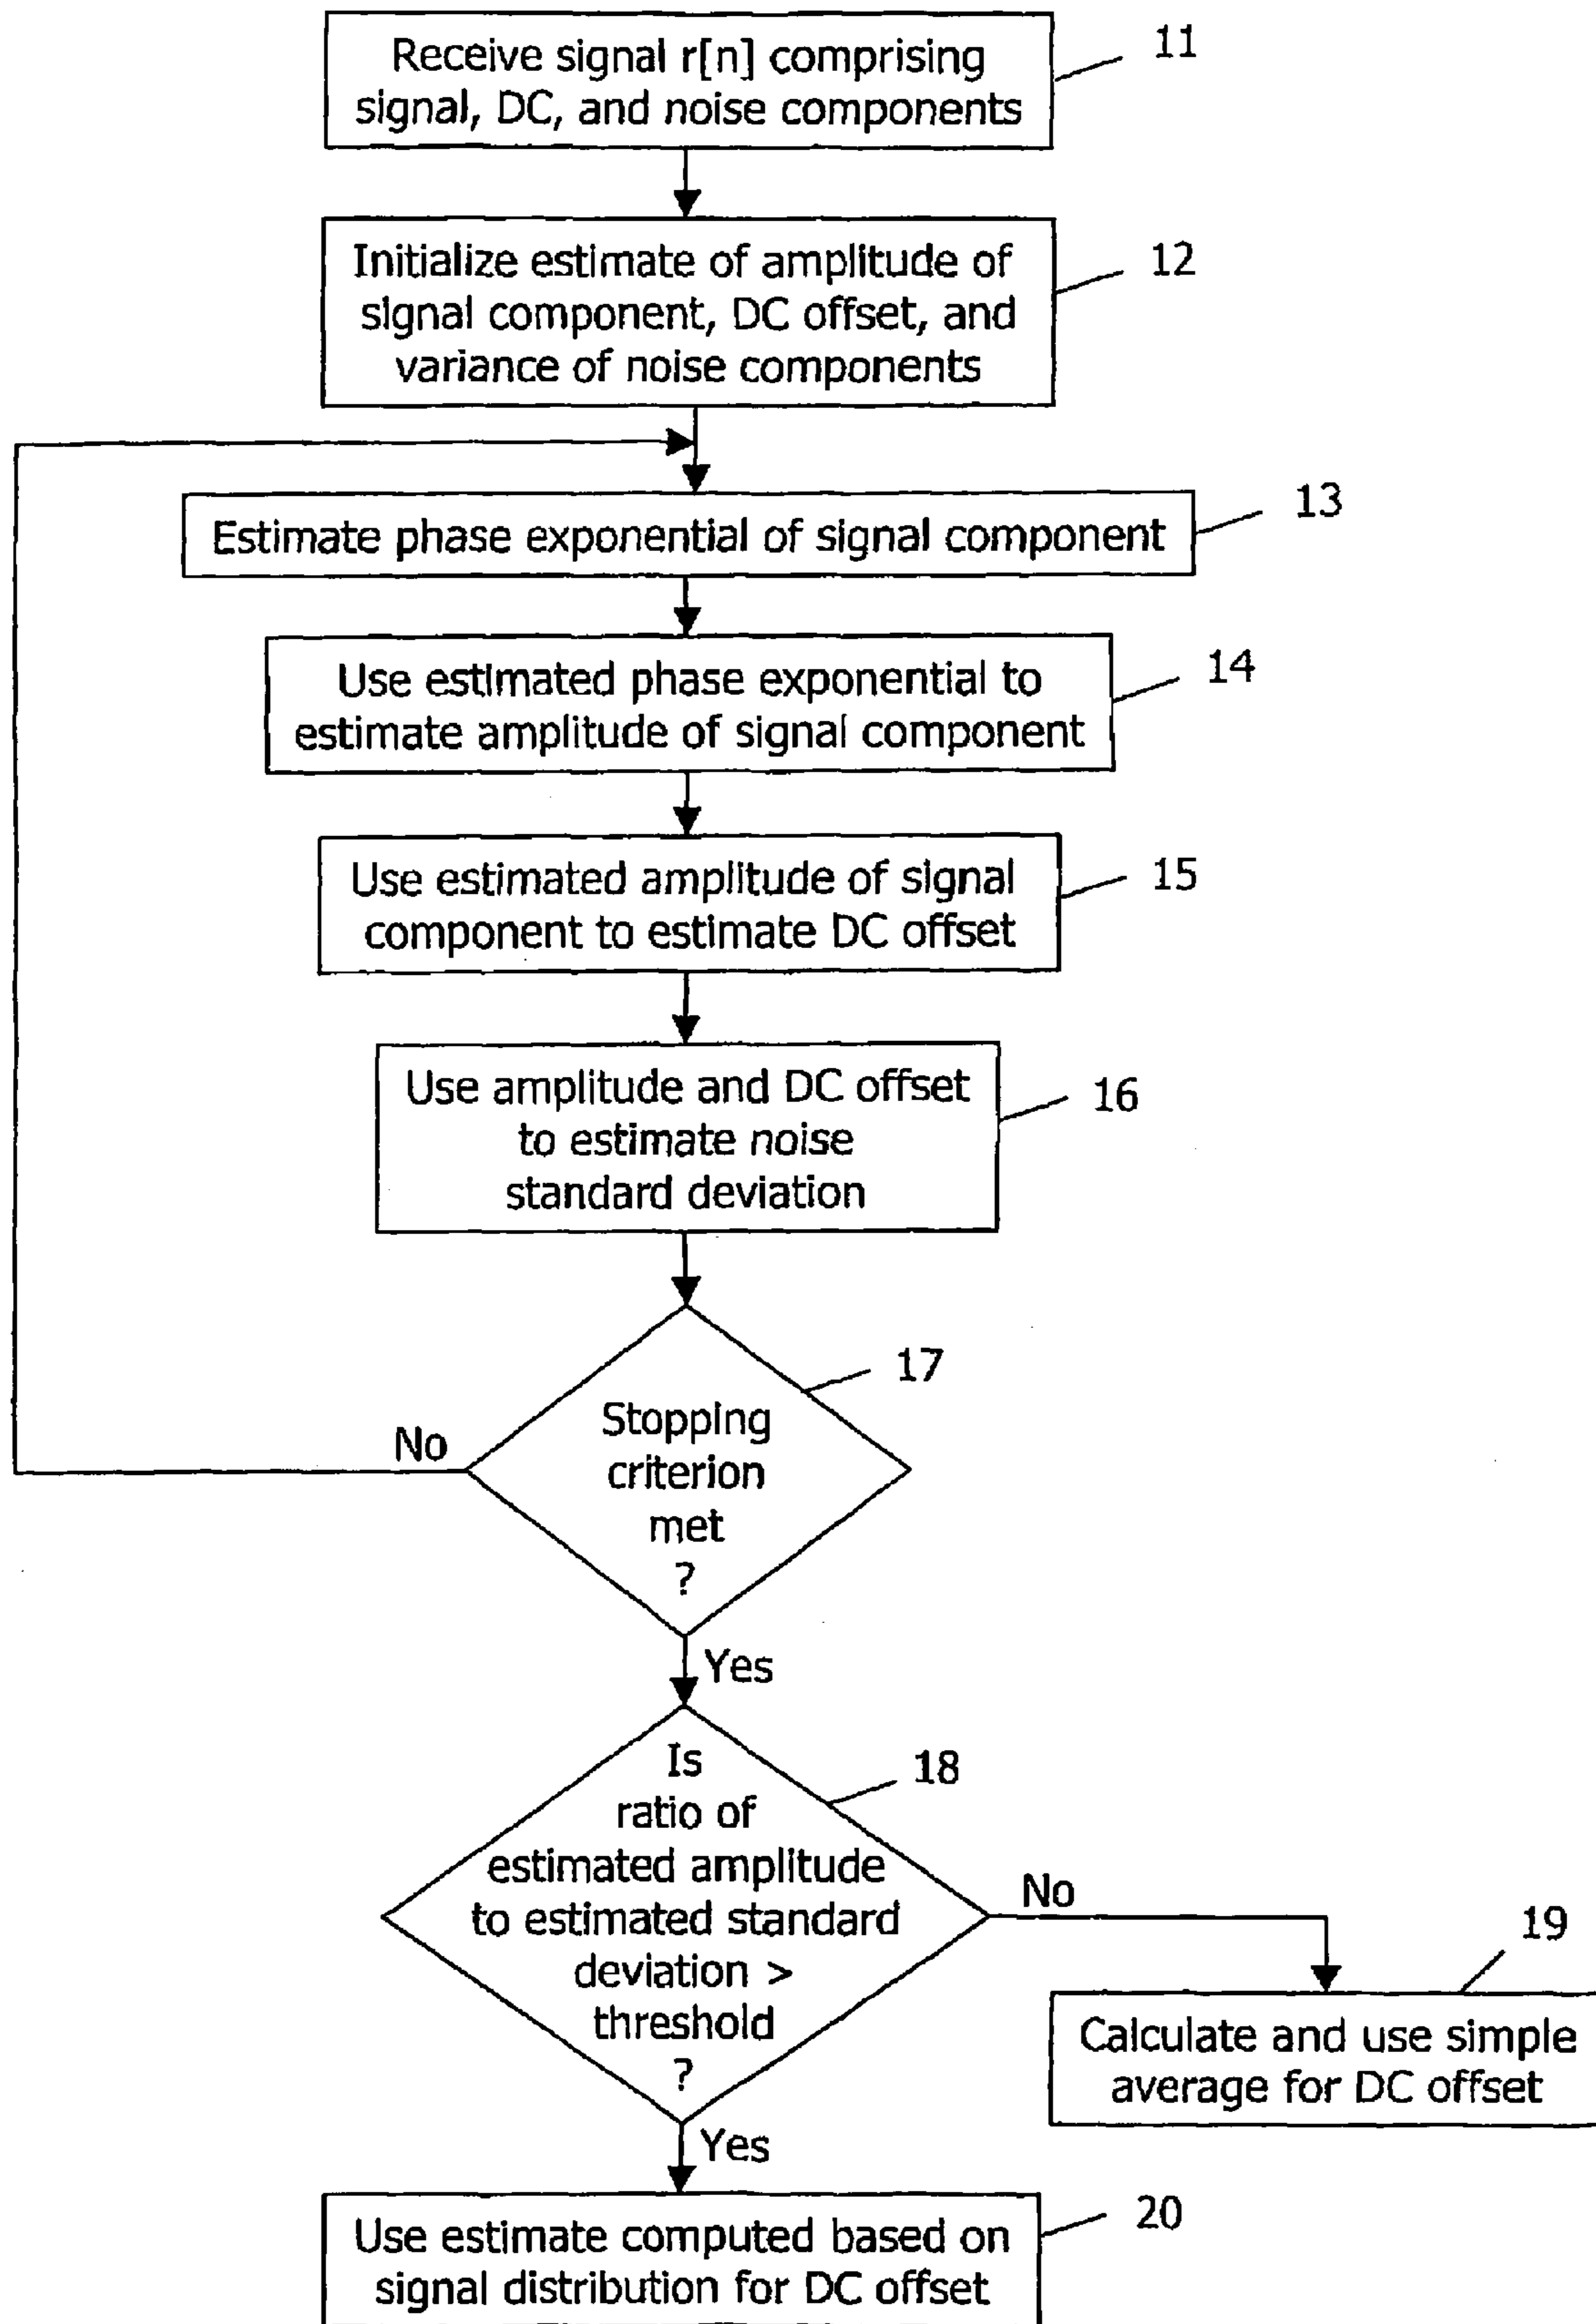 Receive signal r[n] comprising
signal, DC, and noise components
11
Initialize estimate of amplitude of
signal component, DC offset, and
variance of noise components
12
Estimate phase exponential of signal component
13
Use estimated phase exponential to
estimate amplitude of signal component
14
Use estimated amplitude of signal
component to estimate DC offset
15
Use amplitude and DC offset
to estimate noise
standard deviation
16
Stopping
criterion
met
?
17
No
Yes
Is
ratio of
estimated amplitude
to estimated standard
deviation >
threshold
?
18
No
19
Calculate and use simple
average for DC offset
Yes
Use estimate computed based on
signal distribution for DC offset
20